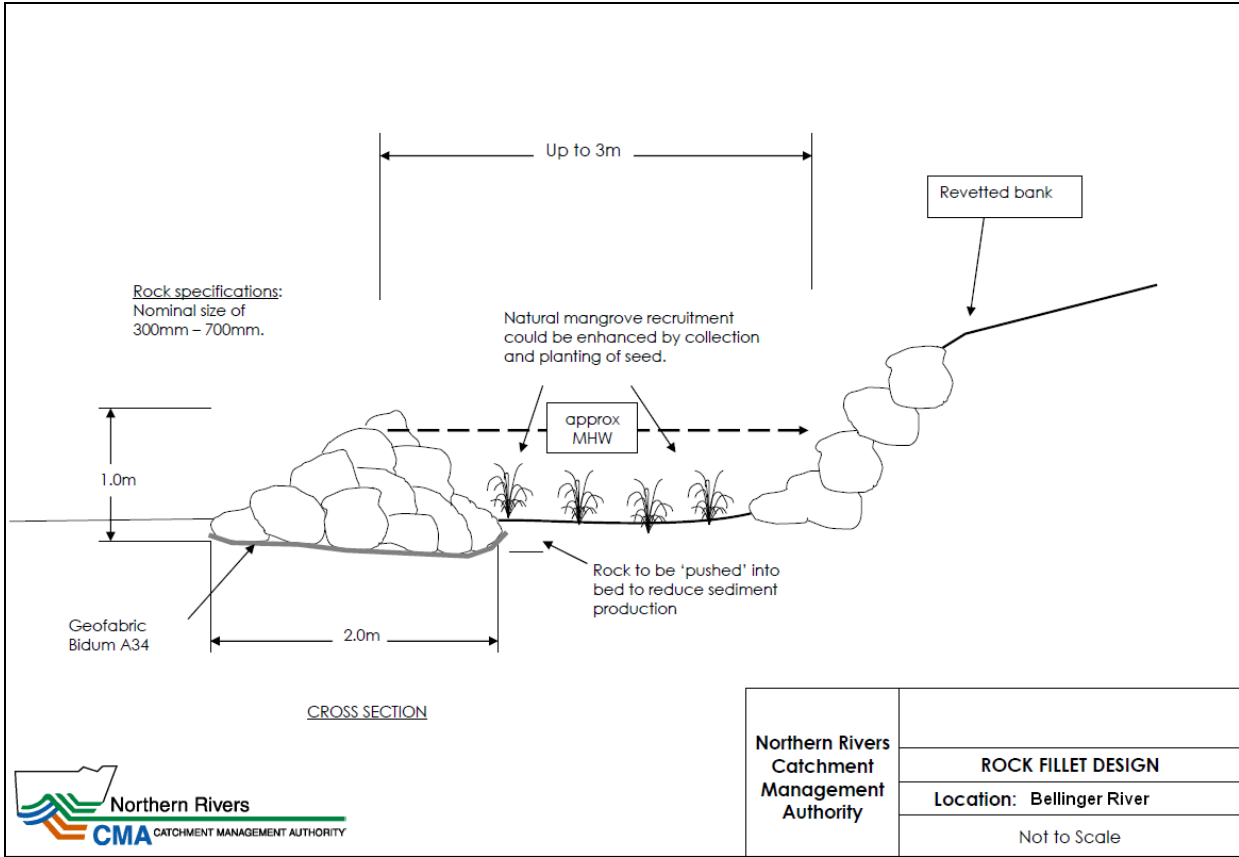 Up to 3m
Revetted bank
Rock specifications:
Nominal size of
300mm – 700mm.
Natural mangrove recruitment
could be enhanced by collection
and planting of seed.
approx
MHW
1.0m
Rock to be ‘pushed’ into
bed to reduce sediment
production
Geofabric
Bidum A34
2.0m
CROSS SECTION
Northern Rivers
Catchment
Management
Authority
ROCK FILLET DESIGN
Location: Bellinger River
Not to Scale
Northern Rivers
CMA CATCHMENT MANAGEMENT AUTHORITY